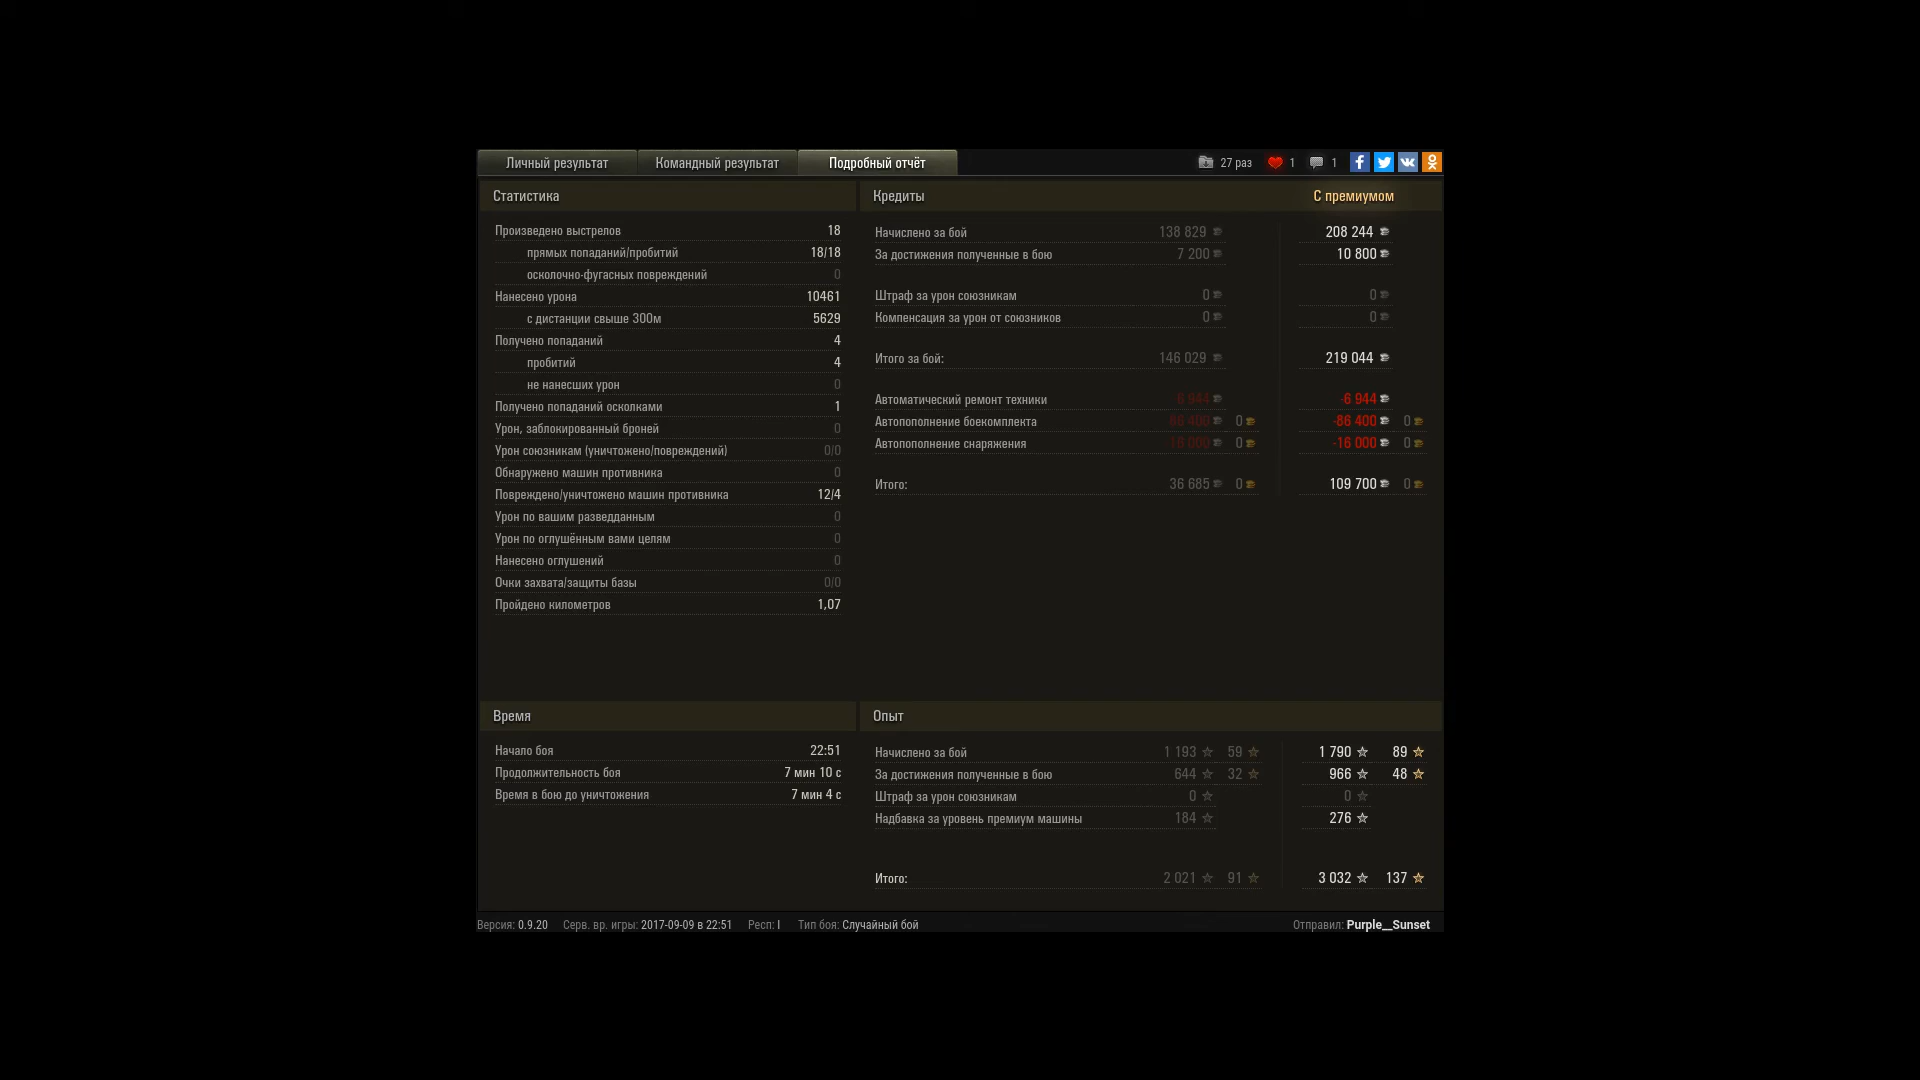 Личный результат Командный результат Подробный отчёт 27 раз 1 1
Статистика
Произведено выстрелов 18
прямых попаданий/пробитий 18/18
осколочно-фугасных повреждений 0
Нанесено урона 10461
с дистанции свыше 300м 5629
Получено попаданий 4
пробитий 4
не нанесших урон 0
Получено попаданий осколками 1
Урон, заблокированный броней 0
Урон союзникам (уничтожено/повреждений) 0/0
Обнаружено машин противника 0
Повреждено/уничтожено машин противника 12/4
Урон по вашим разведданным 0
Урон по оглушённым вами целям 0
Нанесено оглушений 0
Очки захвата/защиты базы 0/0
Пройдено километров 1,07
Кредиты С премиумом
Начислено за бой 138 829 208 244
За достижения полученные в бою 7 200 10 800
Штраф за урон союзникам 0 0
Компенсация за урон от союзников 0 0
Итого за бой: 146 029 219 044
Автоматический ремонт техники -6 944 -6 944
Автопополнение боекомплекта -86 400 0 -86 400 0
Автопополнение снаряжения -16 000 0 -16 000 0
Итого: 36 685 0 109 700 0
Время
Начало боя 22:51
Продолжительность боя 7 мин 10 с
Время в бою до уничтожения 7 мин 4 с
Опыт
Начислено за бой 1 193 59 1 790 89
За достижения полученные в бою 644 32 966 48
Штраф за урон союзникам 0 0
Надбавка за уровень премиум машины 184 276
Итого: 2 021 91 3 032 137
Версия: 0.9.20 Серв. вр. игры: 2017-09-09 в 22:51 Респ: I Тип боя: Случайный бой Отправил: Purple__Sunset